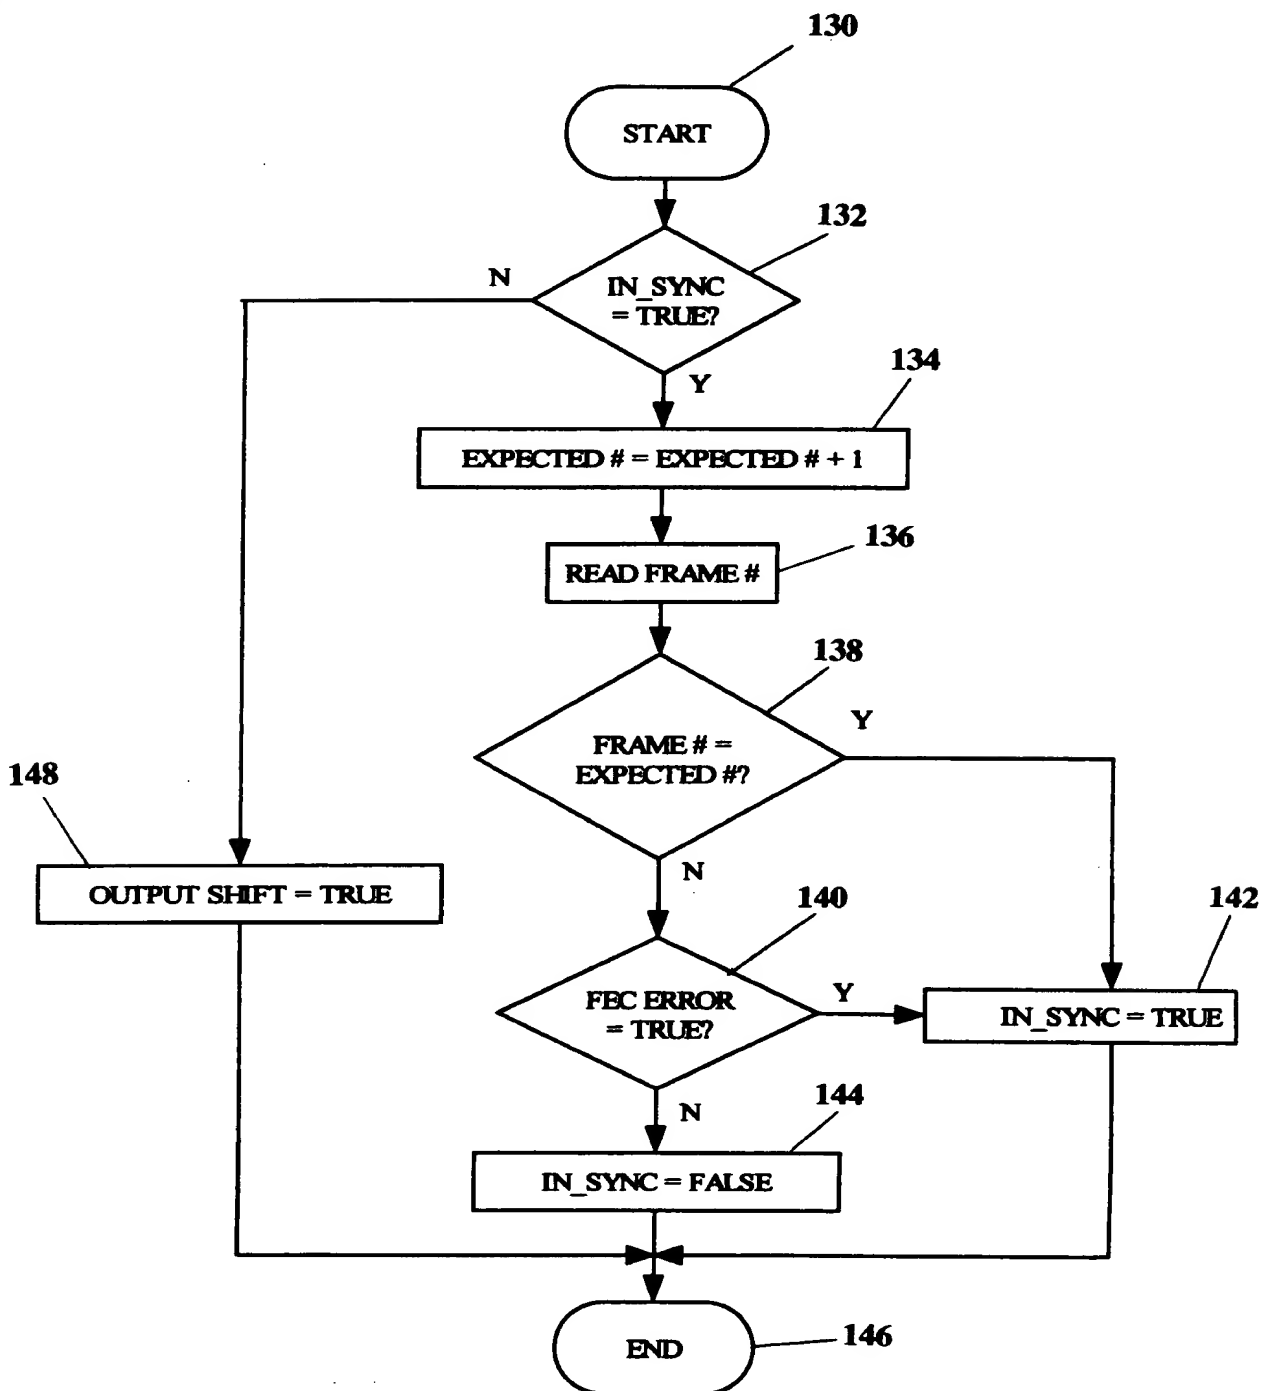 130
START
132
N
IN_SYNC
= TRUE?
Y
134
EXPECTED # = EXPECTED # + 1
136
READ FRAME #
138
Y
FRAME # =
EXPECTED #?
148
N
OUTPUT SHIFT = TRUE
140
142
FEC ERROR
= TRUE?
Y
IN_SYNC = TRUE
144
N
IN_SYNC = FALSE
END
146